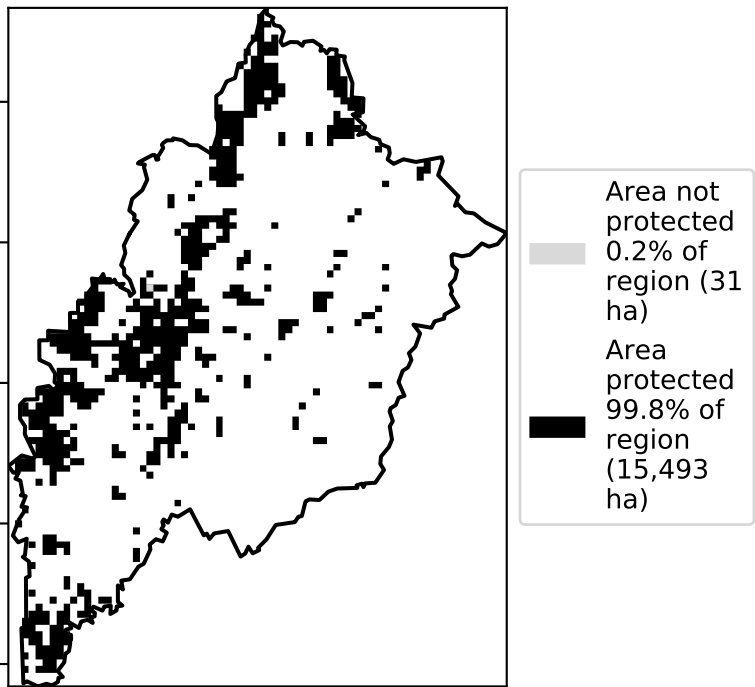 Area not
protected
0.2% of
region (31
ha)
Area
protected
99.8% of
region
(15,493
ha)